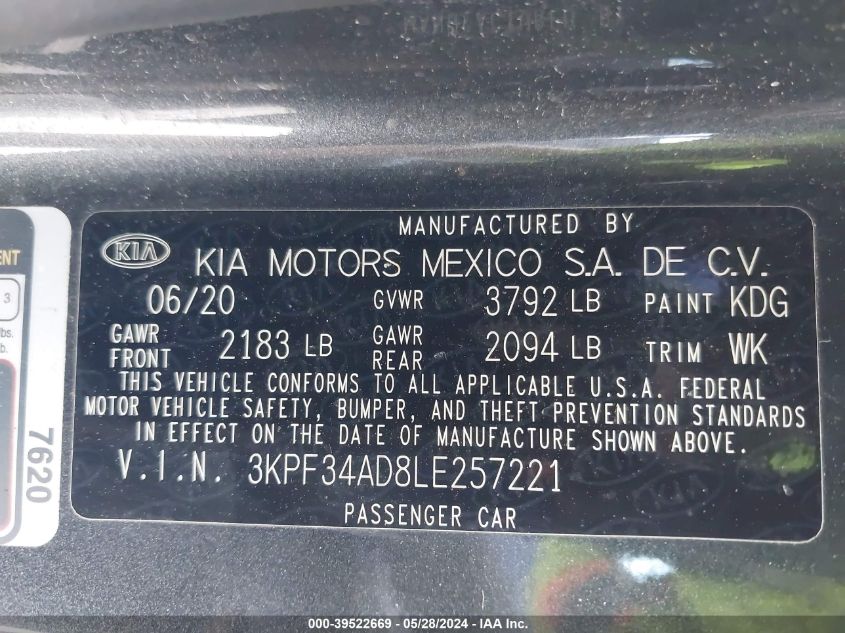 MANUFACTURED BY
KIA KIA MOTORS MEXICO S.A. DE C.V.
06/20 GVWR 3792 LB PAINT KDG
GAWR FRONT 2183 LB GAWR REAR 2094 LB TRIM WK
THIS VEHICLE CONFORMS TO ALL APPLICABLE U.S.A. FEDERAL
MOTOR VEHICLE SAFETY, BUMPER, AND THEFT PREVENTION STANDARDS
IN EFFECT ON THE DATE OF MANUFACTURE SHOWN ABOVE.
V.I.N. 3KPF34AD8LE257221
PASSENGER CAR
3
7620
000-39522669 - 05/28/2024 - IAA Inc.